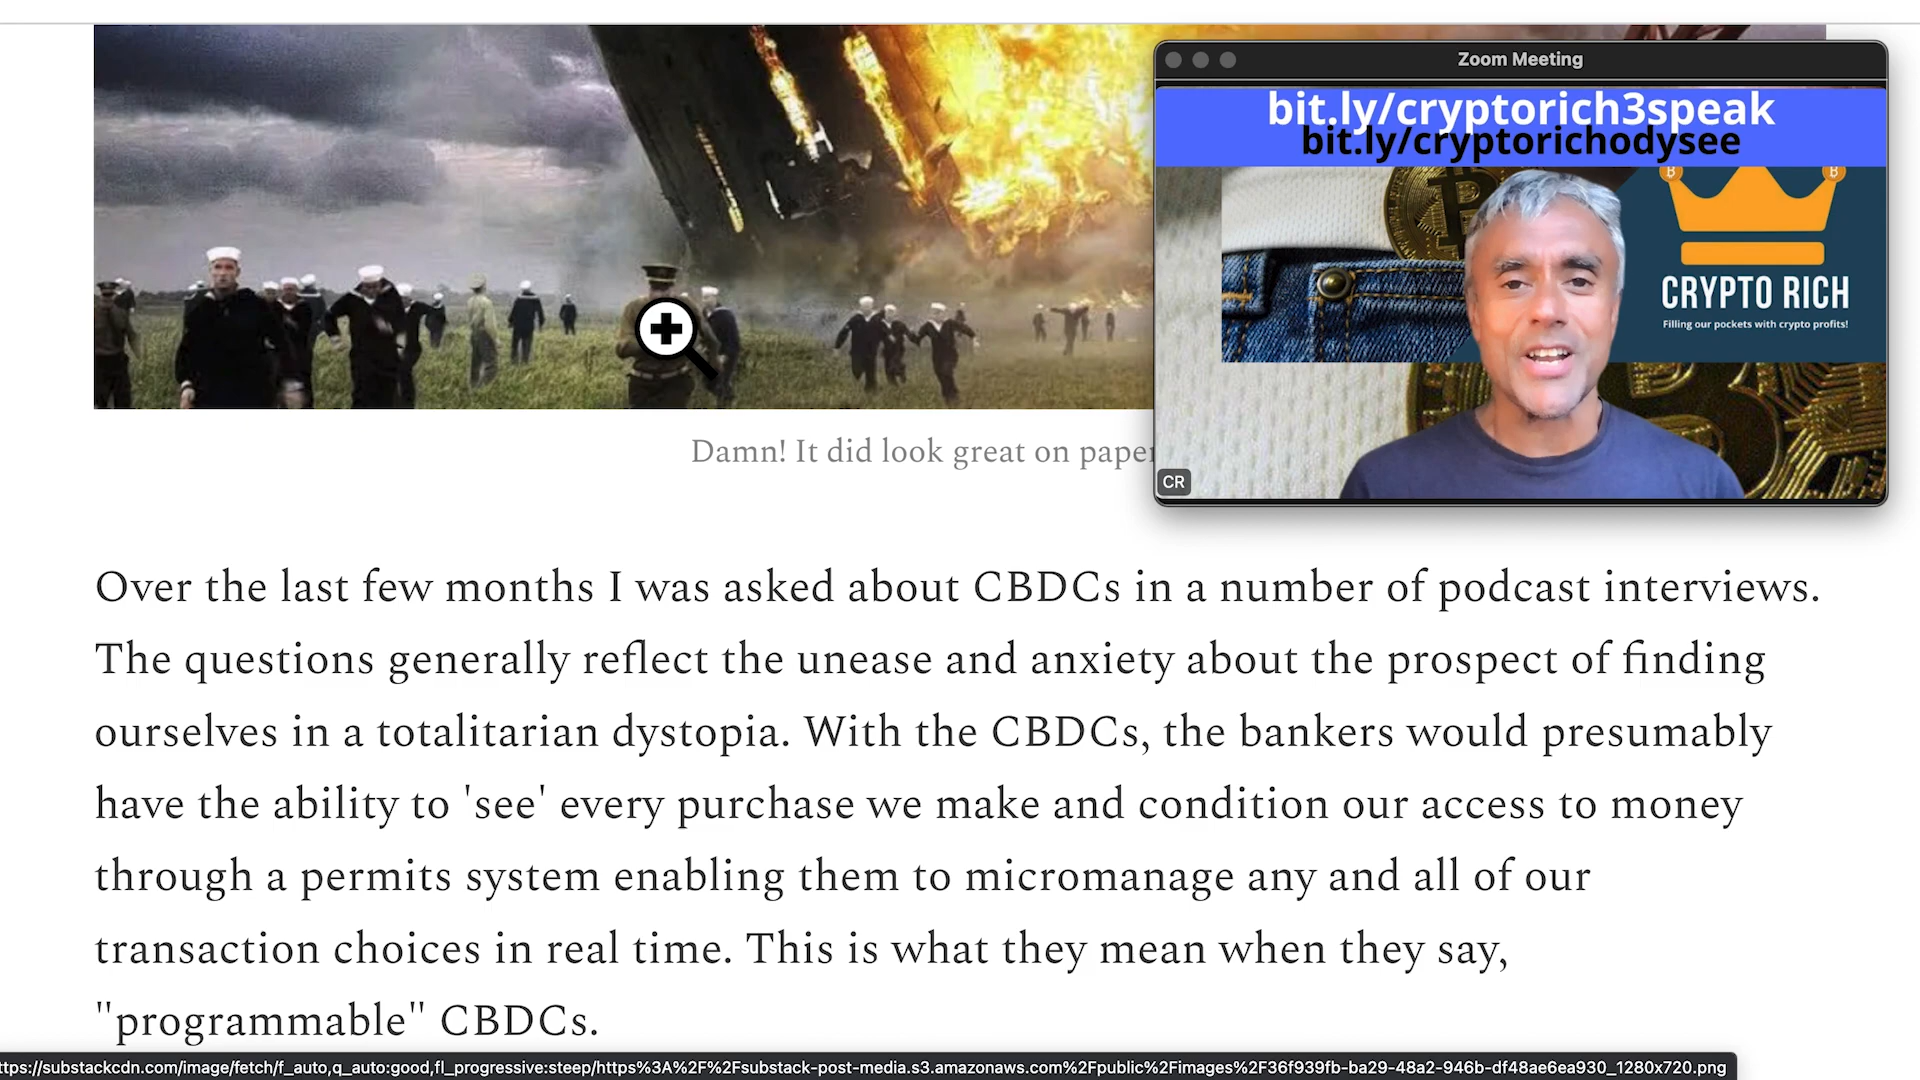 Zoom Meeting
bit.ly/cryptorich3speak
bit.ly/cryptorichodysee
CRYPTO RICH
Filling our pockets with crypto profits!
CR
Damn! It did look great on paper
Over the last few months I was asked about CBDCs in a number of podcast interviews.
The questions generally reflect the unease and anxiety about the prospect of finding
ourselves in a totalitarian dystopia. With the CBDCs, the bankers would presumably
have the ability to 'see' every purchase we make and condition our access to money
through a permits system enabling them to micromanage any and all of our
transaction choices in real time. This is what they mean when they say,
"programmable" CBDCs.
ttps://substackcdn.com/image/fetch/f_auto,q_auto:good,fl_progressive:steep/https%3A%2F%2Fsubstack-post-media.s3.amazonaws.com%2Fpublic%2Fimages%2F36f939fb-ba29-48a2-946b-df48ae6ea930_1280x720.png